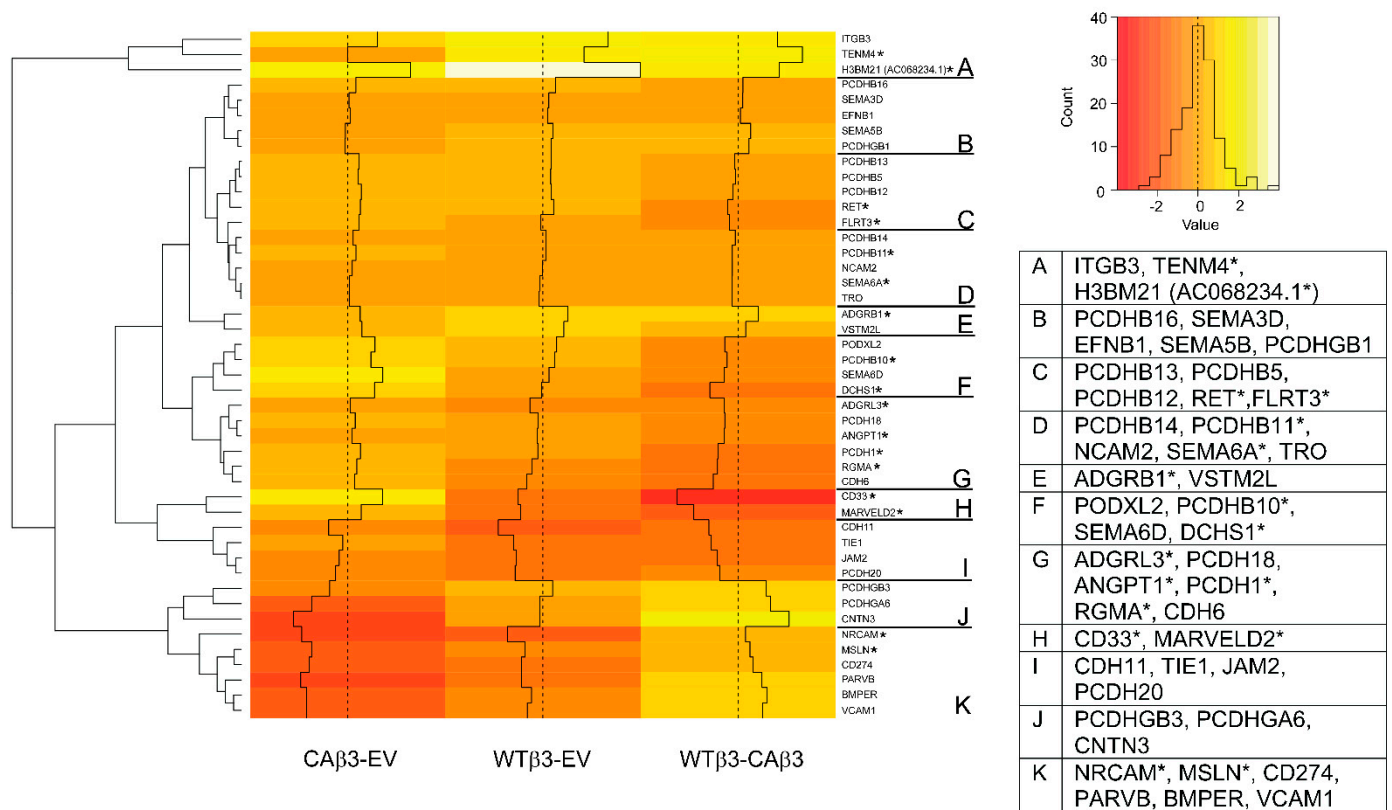 ITGB3
TENM4*
H3BM21 (AC068234.1)*
A
PCDHB16
SEMA3D
EFNB1
SEMA5B
PCDHGB1
B
PCDHB13
PCDHB5
PCDHB12
RET*
FLRT3*
C
PCDHB14
PCDHB11*
NCAM2
SEMA6A*
TRO
D
ADGRB1*
VSTM2L
E
PODXL2
PCDHB10*
SEMA6D
DCHS1*
F
ADGRL3*
PCDH18
ANGPT1*
PCDH1*
RGMA*
CDH6
G
CD33*
MARVELD2*
H
CDH11
TIE1
JAM2
PCDH20
I
PCDHGB3
PCDHGA6
CNTN3
J
NRCAM*
MSLN*
CD274
PARVB
BMPER
VCAM1
K
CAβ3-EV WTβ3-EV WTβ3-CAβ3
40
30
20
10
0
Count
-2 0 2
Value
A ITGB3, TENM4*,
H3BM21 (AC068234.1*)
B PCDHB16, SEMA3D,
EFNB1, SEMA5B, PCDHGB1
C PCDHB13, PCDHB5,
PCDHB12, RET*,FLRT3*
D PCDHB14, PCDHB11*,
NCAM2, SEMA6A*, TRO
E ADGRB1*, VSTM2L
F PODXL2, PCDHB10*,
SEMA6D, DCHS1*
G ADGRL3*, PCDH18,
ANGPT1*, PCDH1*,
RGMA*, CDH6
H CD33*, MARVELD2*
I CDH11, TIE1, JAM2,
PCDH20
J PCDHGB3, PCDHGA6,
CNTN3
K NRCAM*, MSLN*, CD274,
PARVB, BMPER, VCAM1